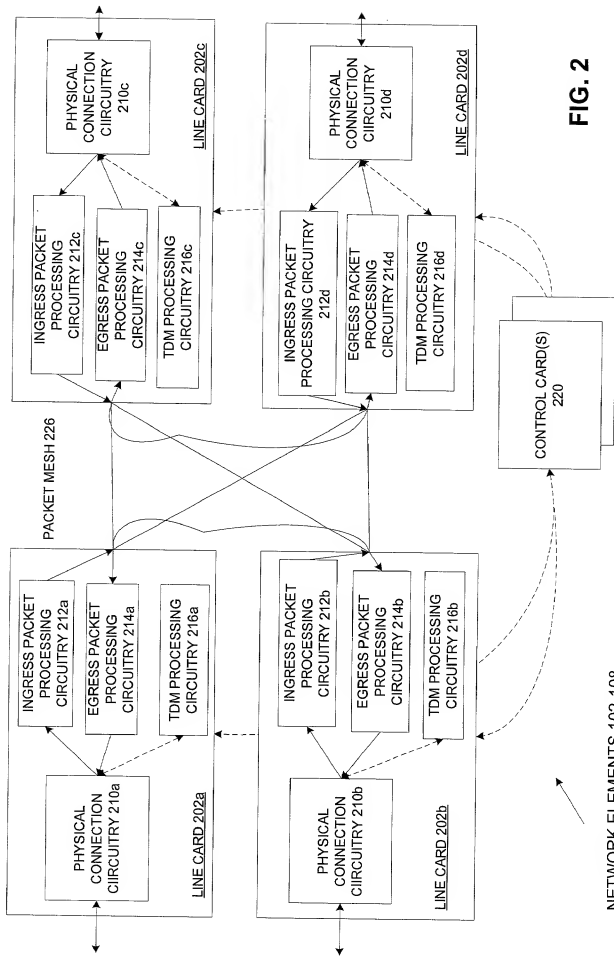 PHYSICAL
CONNECTION
CIIRCUITRY 210a
INGRESS PACKET
PROCESSING
CIRCUITRY 212a
EGRESS PACKET
PROCESSING
CIRCUITRY 214a
TDM PROCESSING
CIRCUITRY 216a
LINE CARD 202a
PACKET MESH 226
INGRESS PACKET
PROCESSING
CIRCUITRY 212c
EGRESS PACKET
PROCESSING
CIRCUITRY 214c
TDM PROCESSING
CIRCUITRY 216c
PHYSICAL
CONNECTION
CIIRCUITRY
210c
LINE CARD 202c
PHYSICAL
CONNECTION
CIIRCUITRY 210b
INGRESS PACKET
PROCESSING
CIRCUITRY 212b
EGRESS PACKET
PROCESSING
CIRCUITRY 214b
TDM PROCESSING
CIRCUITRY 216b
LINE CARD 202b
INGRESS PACKET
PROCESSING CIRCUITRY
212d
EGRESS PACKET
PROCESSING
CIRCUITRY 214d
TDM PROCESSING
CIRCUITRY 216d
PHYSICAL
CONNECTION
CIIRCUITRY
210d
LINE CARD 202d
CONTROL CARD(S)
220
NETWORK ELEMENTS 102-108
FIG. 2